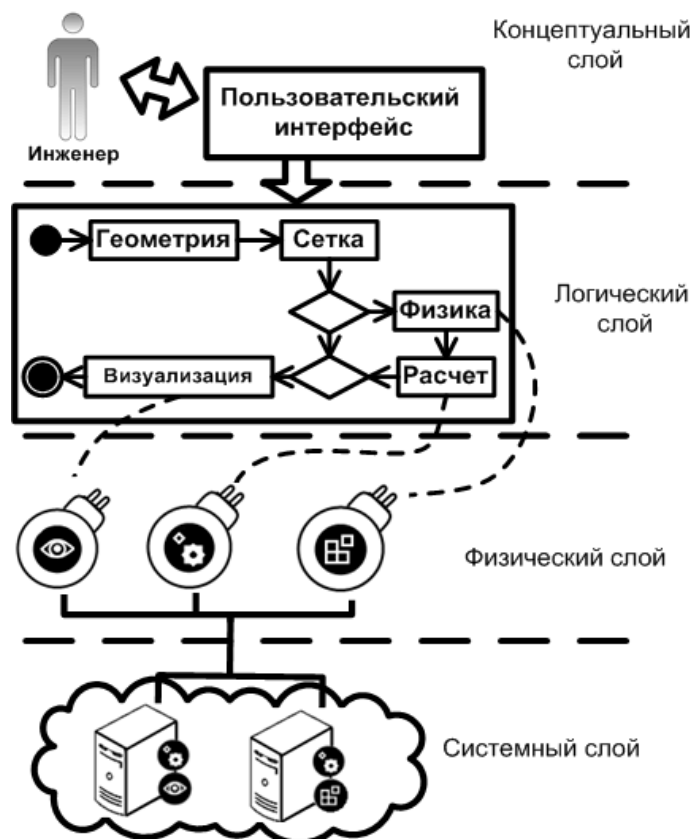 Концептуальный
слой
Пользовательский
интерфейс
Инженер
Геометрия
Сетка
Логический
слой
Физика
Визуализация
Расчет
Физический слой
Системный слой